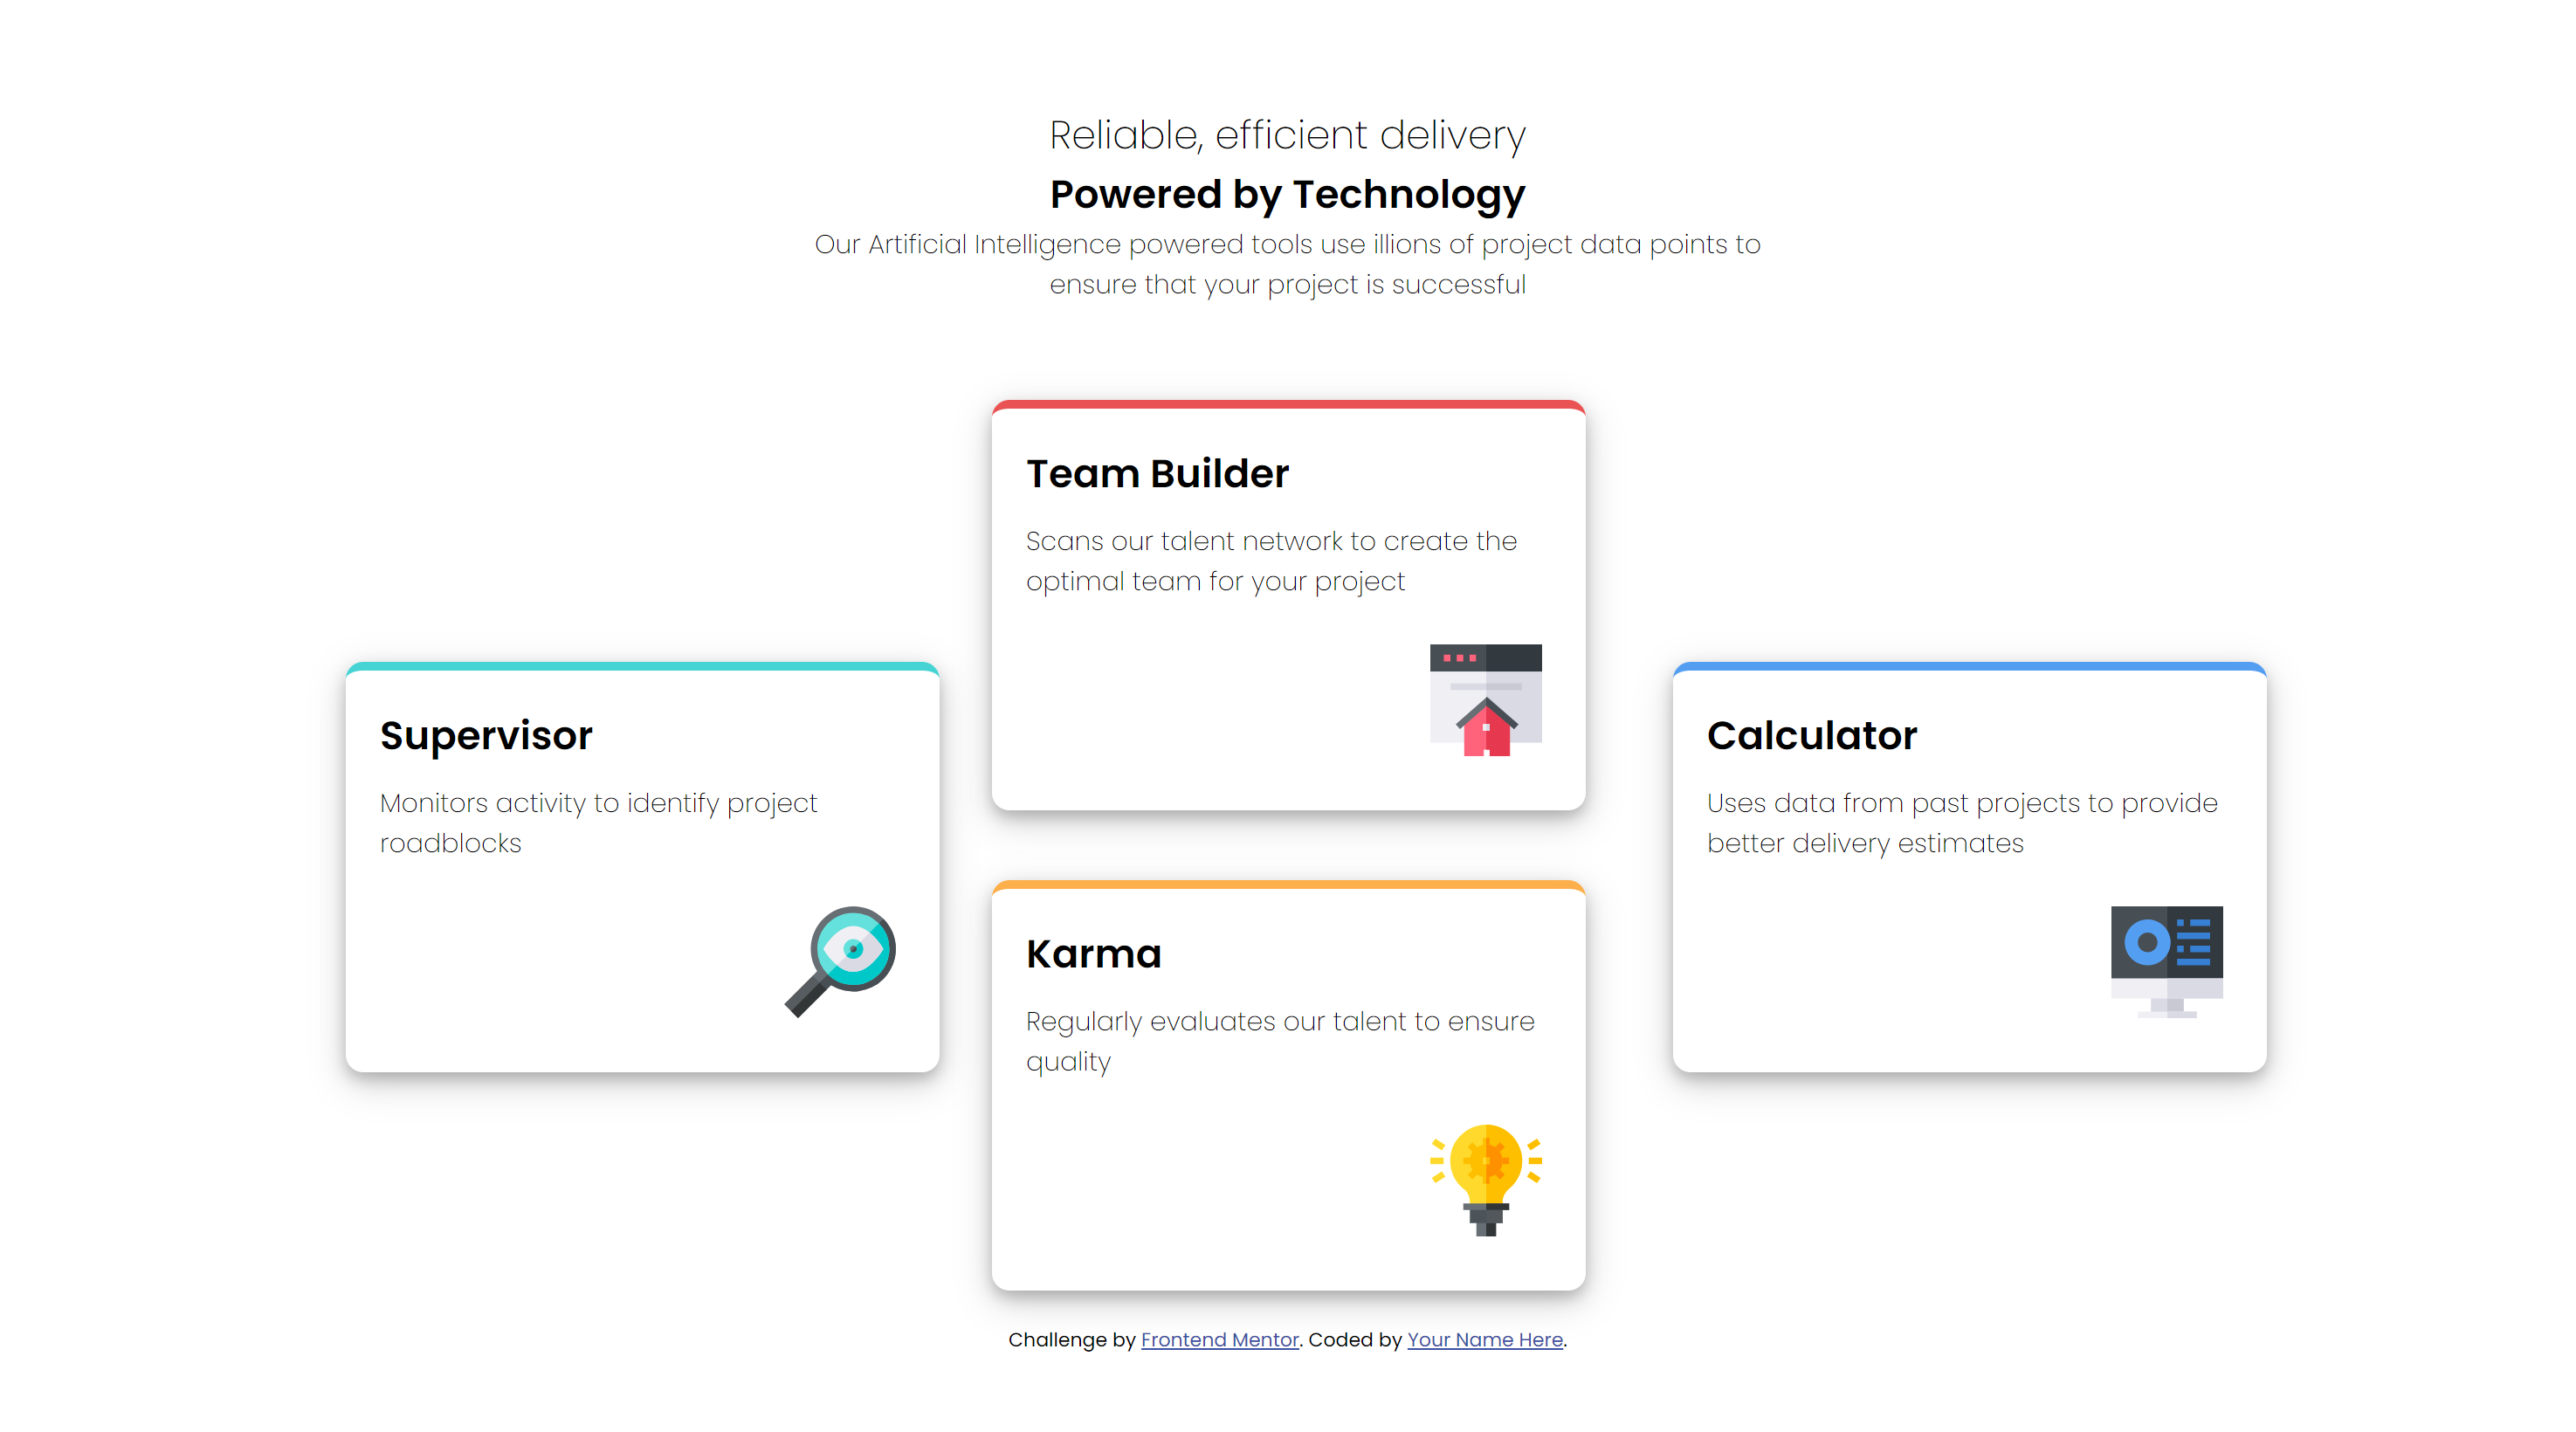 Reliable, efficient delivery
Powered by Technology
Our Artificial Intelligence powered tools use illions of project data points to
ensure that your project is successful
Team Builder
Scans our talent network to create the
optimal team for your project
Supervisor
Monitors activity to identify project
roadblocks
Calculator
Uses data from past projects to provide
better delivery estimates
Karma
Regularly evaluates our talent to ensure
quality
Challenge by Frontend Mentor. Coded by Your Name Here.